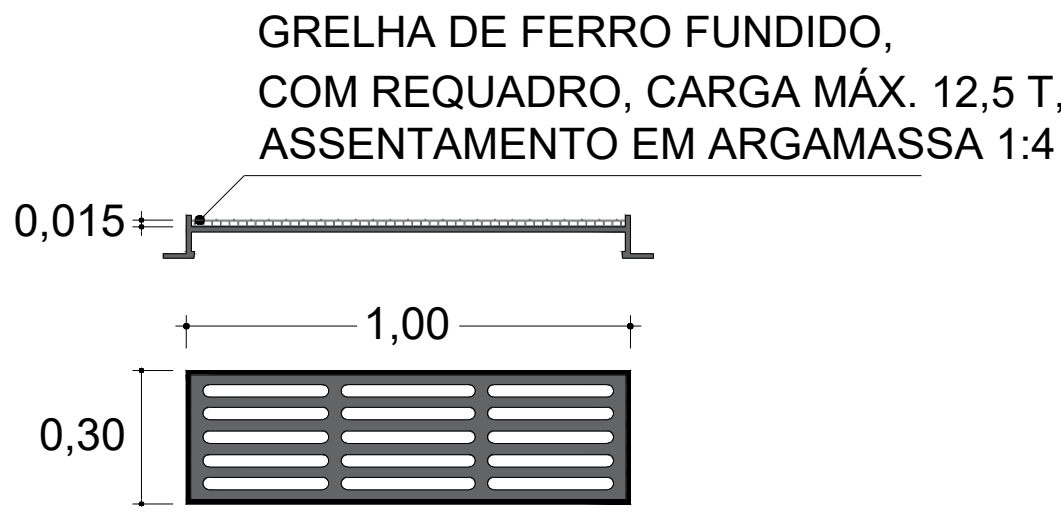 GRELHA DE FERRO FUNDIDO,
COM REQUADRO, CARGA MÁX. 12,5 T,
ASSENTAMENTO EM ARGAMASSA 1:4
0,015
1,00
0,30